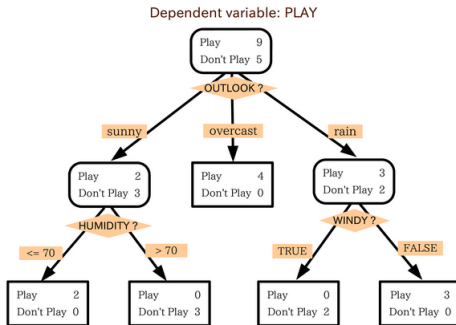 Dependent variable: PLAY
Play 9
Don't Play 5
OUTLOOK ?
sunny
overcast
rain
Play 2
Don't Play 3
Play 4
Don't Play 0
Play 3
Don't Play 2
HUMIDITY ?
WINDY ?
<= 70
> 70
TRUE
FALSE
Play 2
Don't Play 0
Play 0
Don't Play 3
Play 0
Don't Play 2
Play 3
Don't Play 0